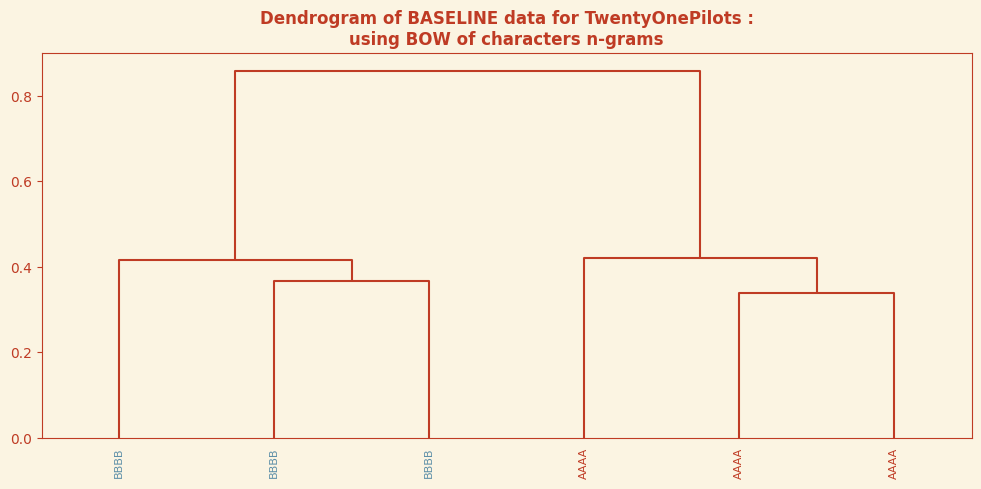 Dendrogram of BASELINE data for TwentyOnePilots :
using BOW of characters n-grams
0.8
0.6
0.4
0.2
0.0
BBBB
BBBB
BBBB
AAAA
AAAA
AAAA